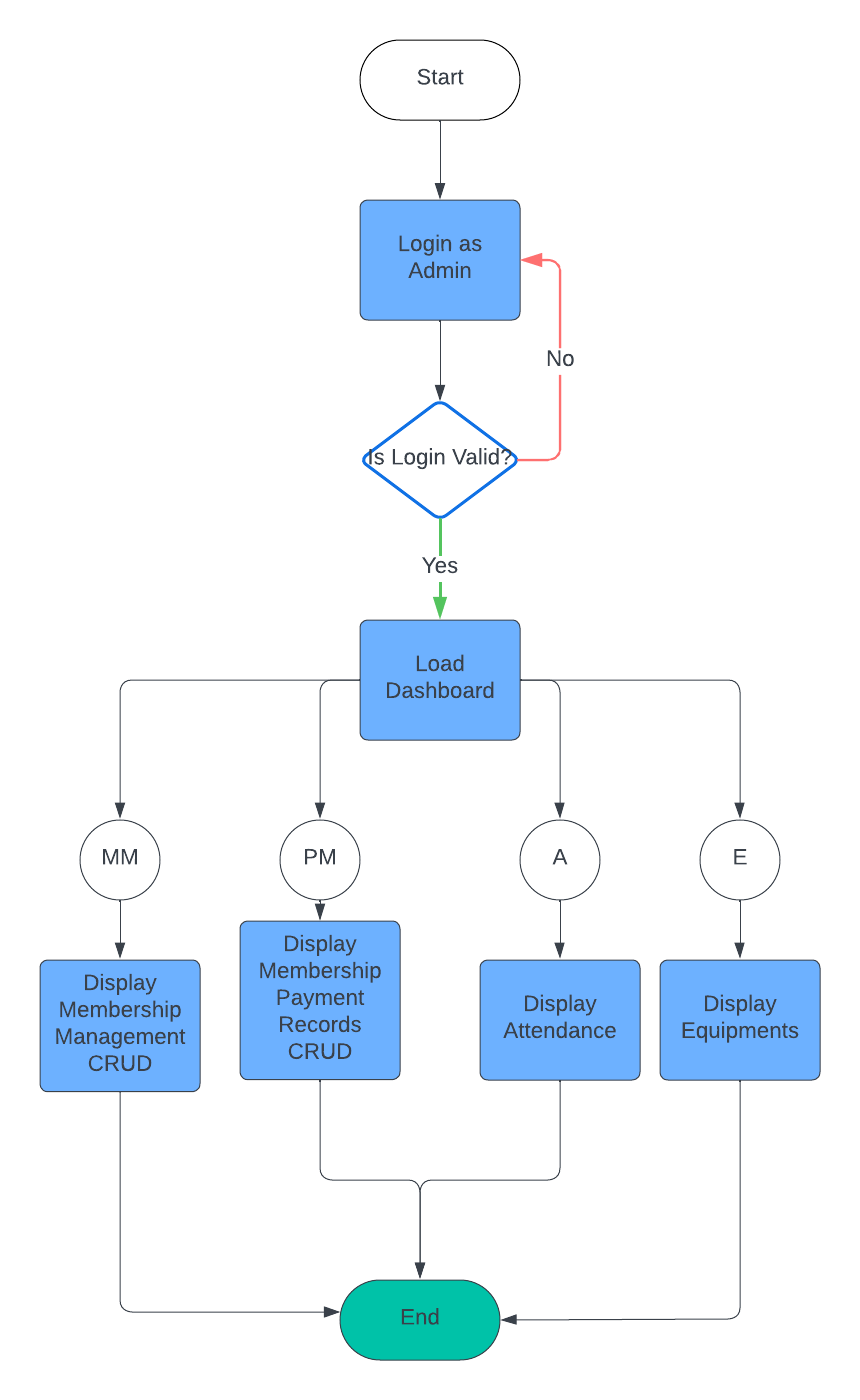 Start
Login as
Admin
No
Is Login Valid?
Yes
Load
Dashboard
MM
PM
A
E
Display
Membership
Management
CRUD
Display
Membership
Payment
Records
CRUD
Display
Attendance
Display
Equipments
End